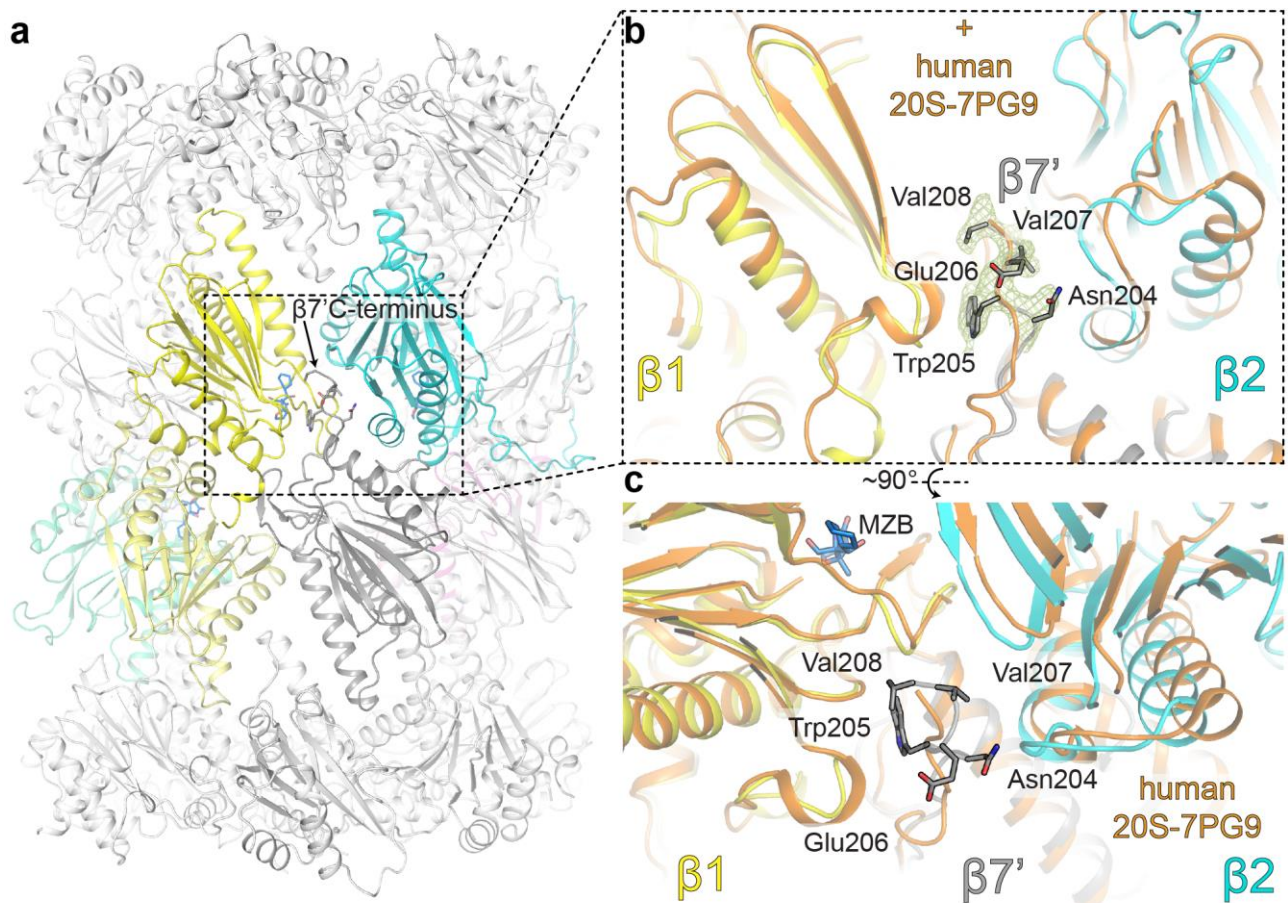 a
β7'C-terminus
b
+
human
20S-7PG9
β7’
Val208
Val207
Glu206
Asn204
Trp205
β1
β2
~90°
c
MZB
Val208
Val207
Trp205
Asn204
Glu206
human
20S-7PG9
β1
β7’
β2